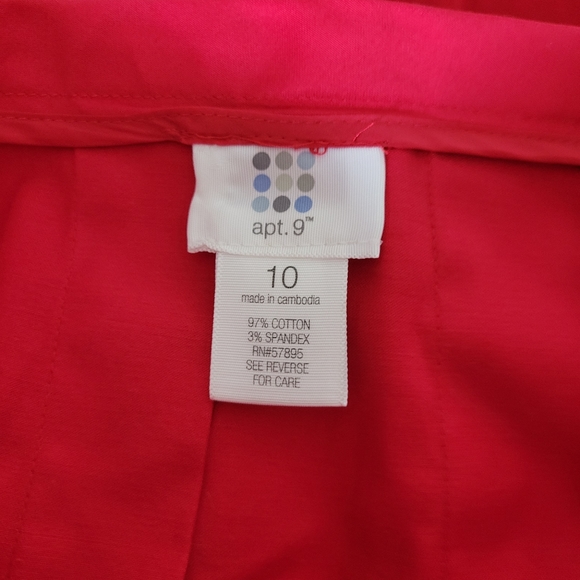 apt. 9™
10
made in cambodia
97% COTTON
3% SPANDEX
RN#57895
SEE REVERSE
FOR CARE